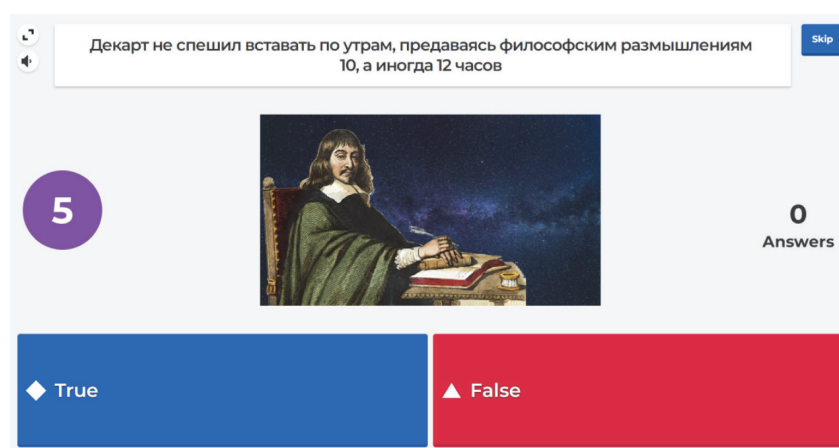 Декарт не спешил вставать по утрам, предаваясь философским размышлениям
10, а иногда 12 часов
Skip
5
0
Answers
True
False